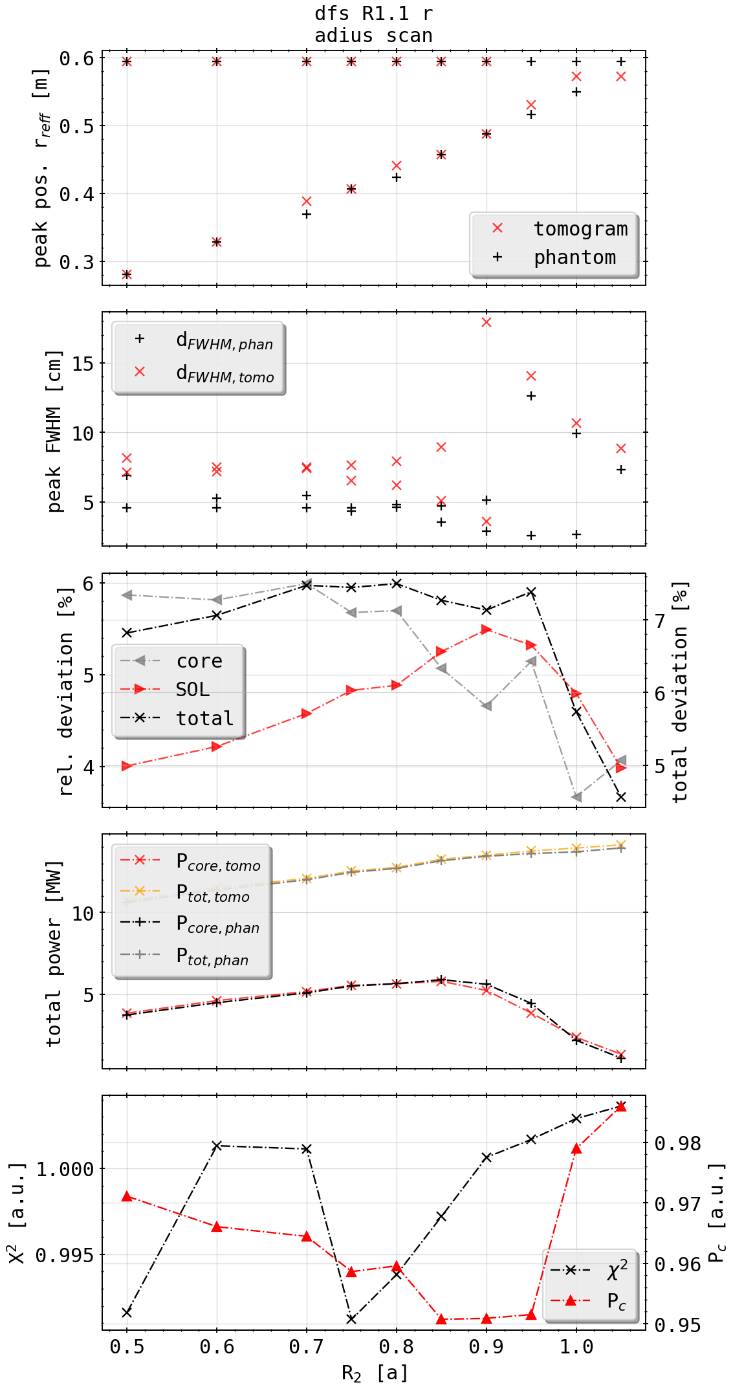 dfs R1.1 r
adius scan
peak pos. r_reff [m]
0.6
0.5
0.4
0.3
tomogram
phantom
peak FWHM [cm]
15
10
5
d_FWHM,phan
d_FWHM,tomo
rel. deviation [%]
6
5
4
core
SOL
total
7
6
5
total deviation [%]
total power [MW]
10
5
P_core,tomo
P_tot,tomo
P_core,phan
P_tot,phan
X² [a.u.]
1.000
0.995
χ²
P_c
0.98
0.97
0.96
0.95
P_c [a.u.]
0.5 0.6 0.7 0.8 0.9 1.0
R₂ [a]